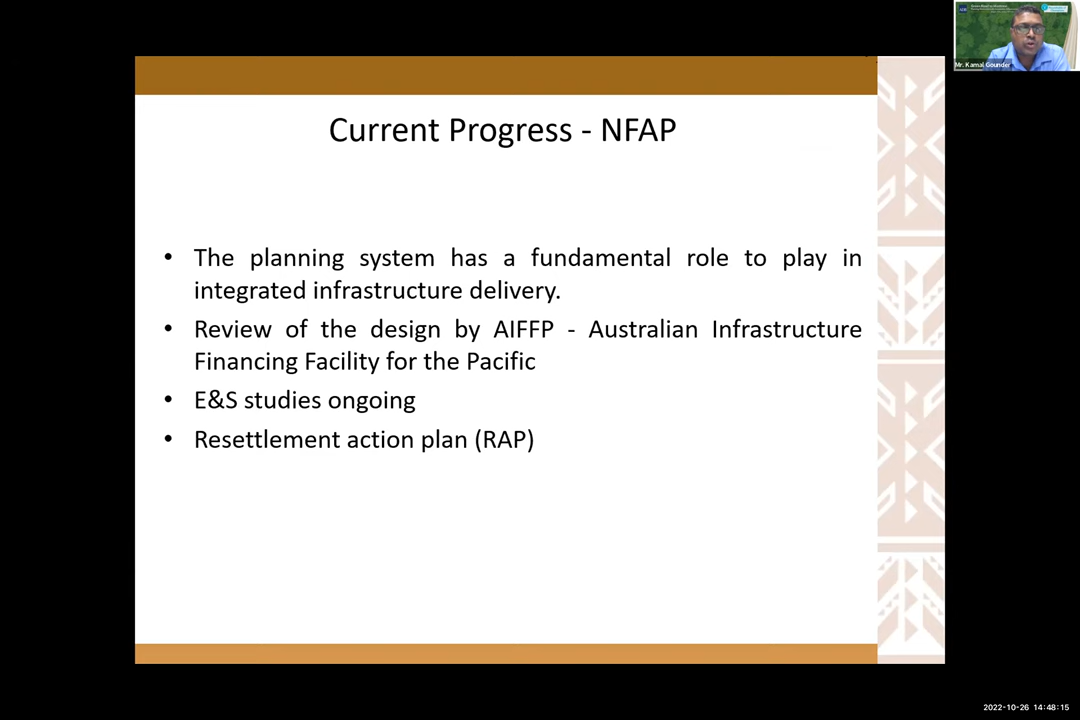 Mr. Kamal Gounder
Current Progress - NFAP
• The planning system has a fundamental role to play in
integrated infrastructure delivery.
• Review of the design by AIFFP - Australian Infrastructure
Financing Facility for the Pacific
• E&S studies ongoing
• Resettlement action plan (RAP)
2022-10-26 14:48:15